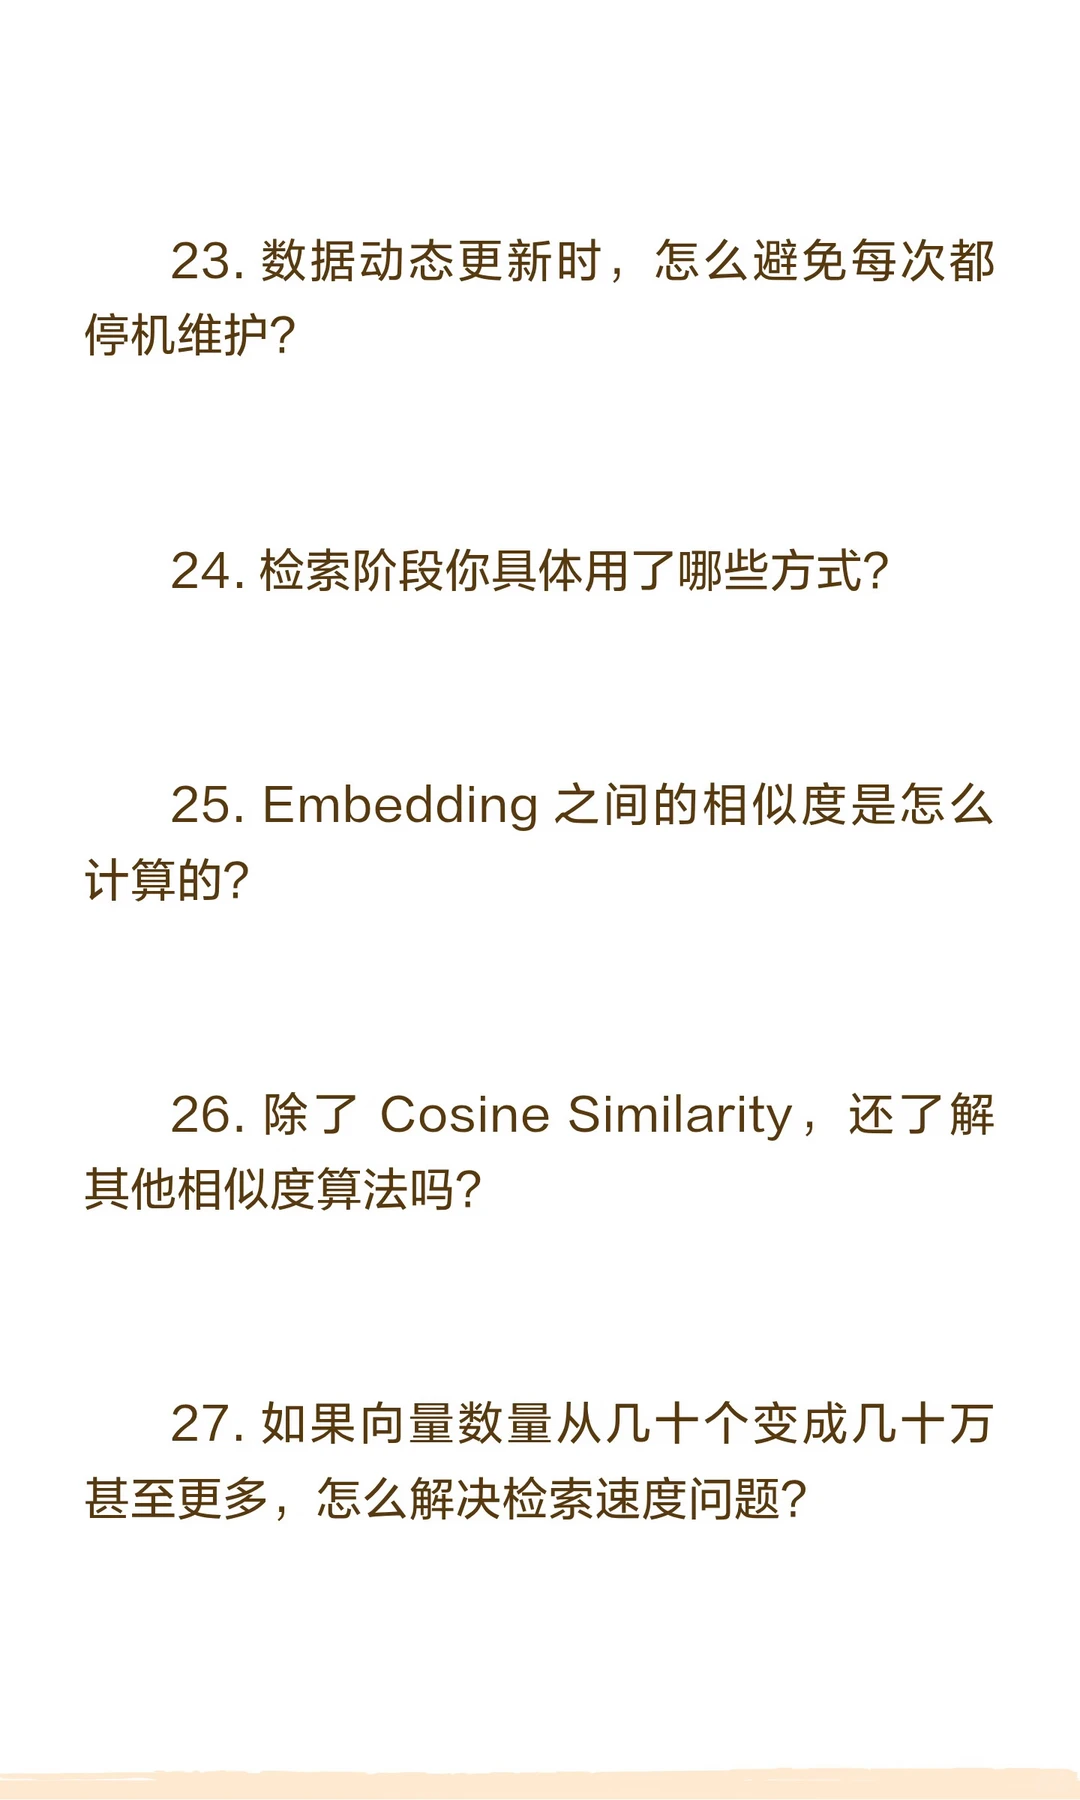 23. 数据动态更新时，怎么避免每次都
停机维护？
24. 检索阶段你具体用了哪些方式？
25. Embedding 之间的相似度是怎么
计算的？
26. 除了 Cosine Similarity，还了解
其他相似度算法吗？
27. 如果向量数量从几十个变成几十万
甚至更多，怎么解决检索速度问题？